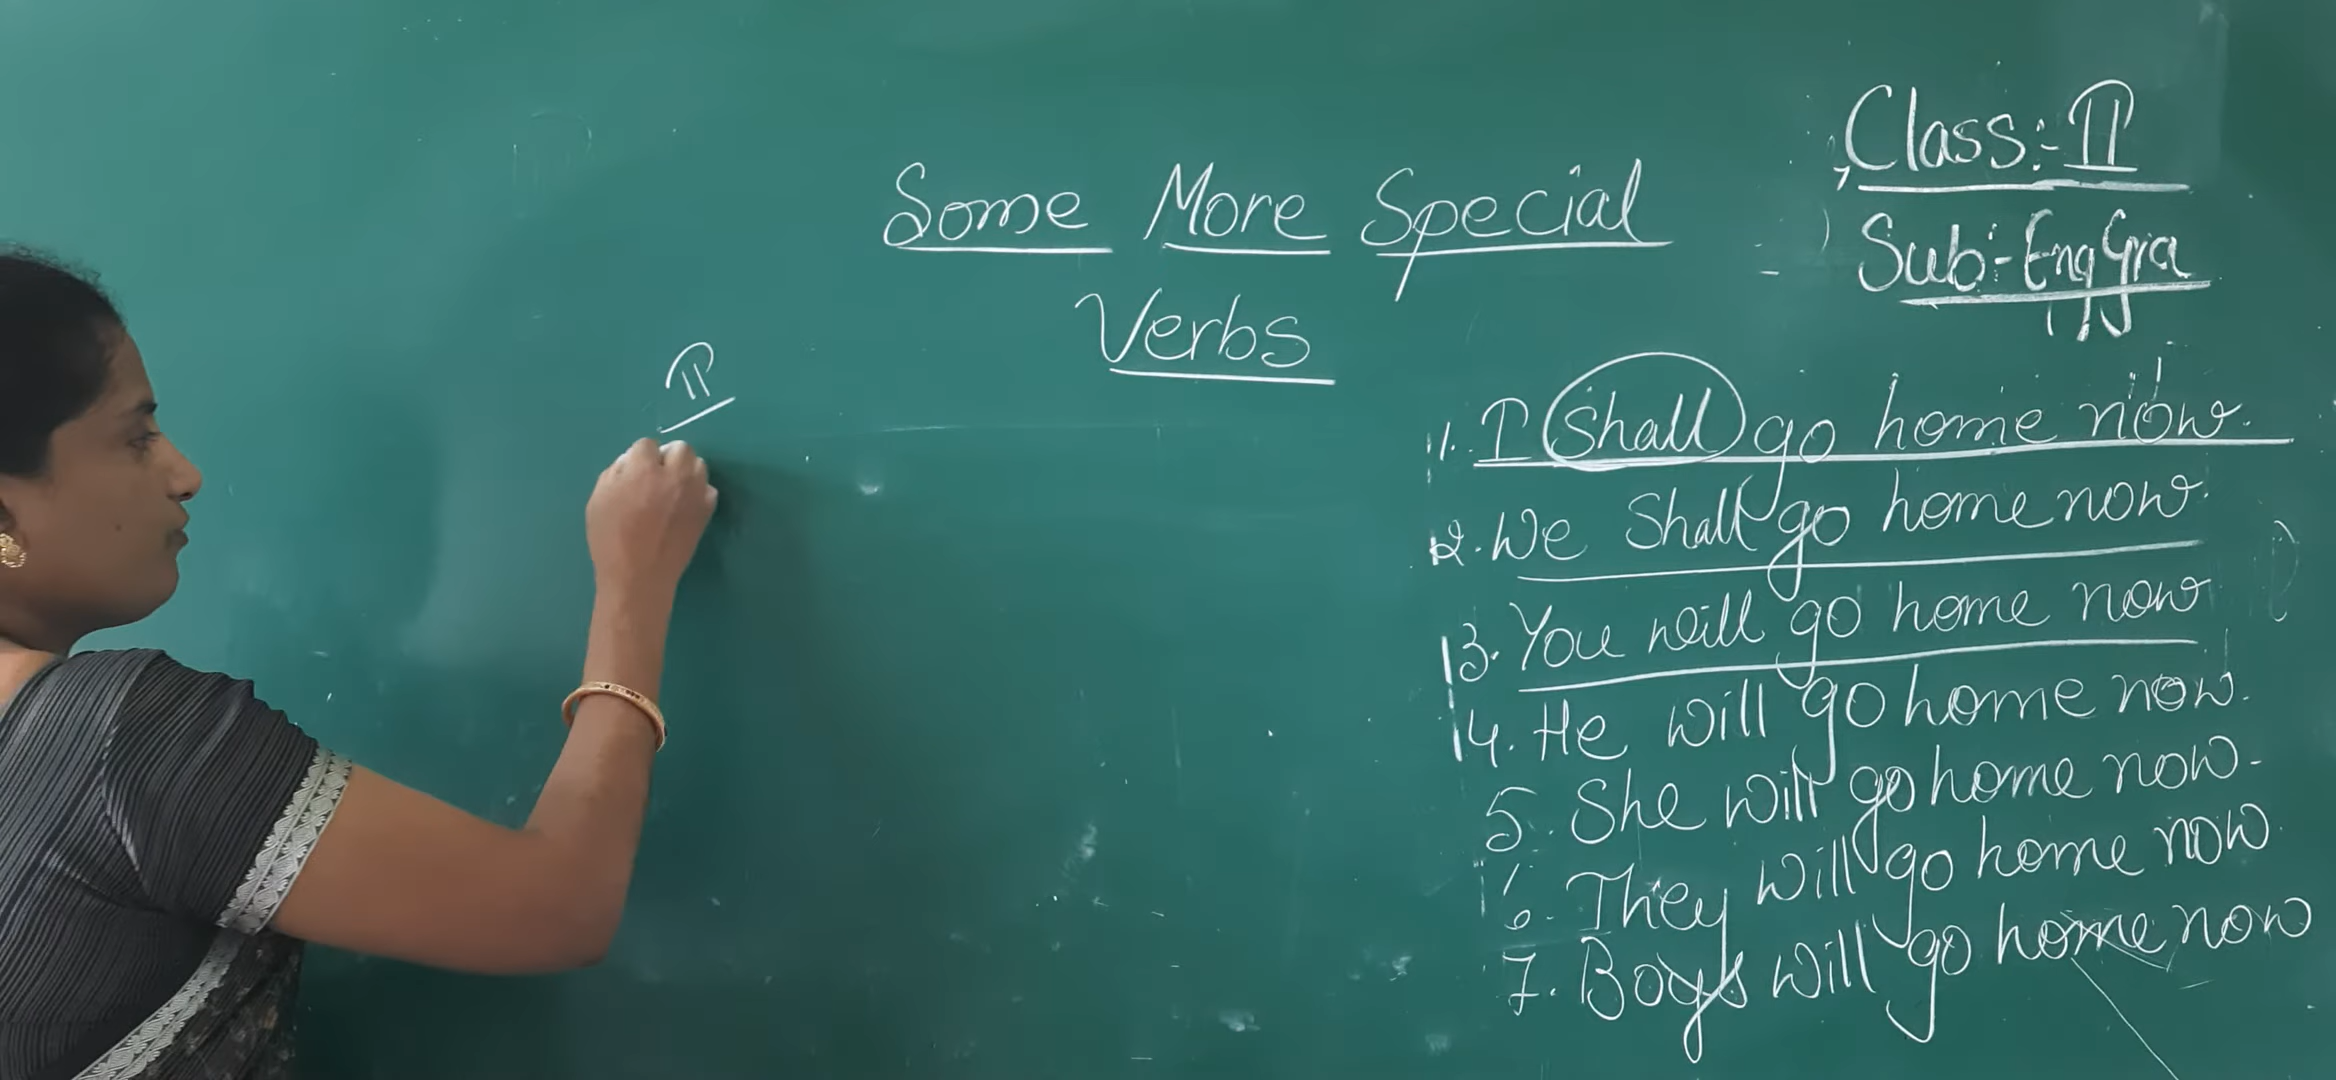 Class:- II
Sub:- Eng Gra
Some More Special
Verbs
II
1. I shall go home now.
2. We Shall go home now.
3. You will go home now
4. He will go home now.
5. She will go home now.
6. They will go home now.
7. Boys will go home now